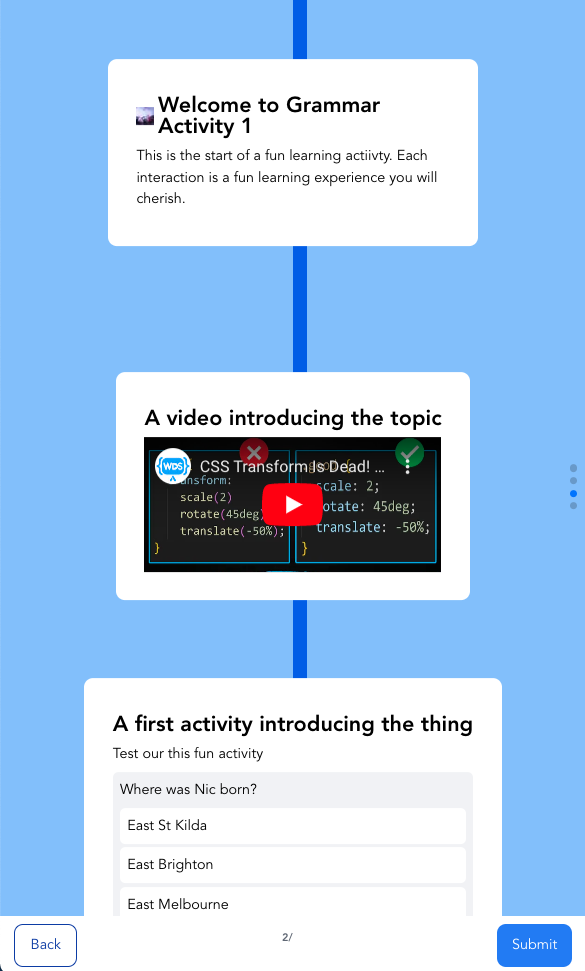 Welcome to Grammar
Activity 1
This is the start of a fun learning actiivty. Each
interaction is a fun learning experience you will
cherish.
A video introducing the topic
WDS
CSS Transform Is Dead! ...
scale: 2;
scale(2)
rotate: 45deg;
rotate(45deg)
translate: -50%;
translate(-50%);
}
}
A first activity introducing the thing
Test our this fun activity
Where was Nic born?
East St Kilda
East Brighton
East Melbourne
Back
2/
Submit